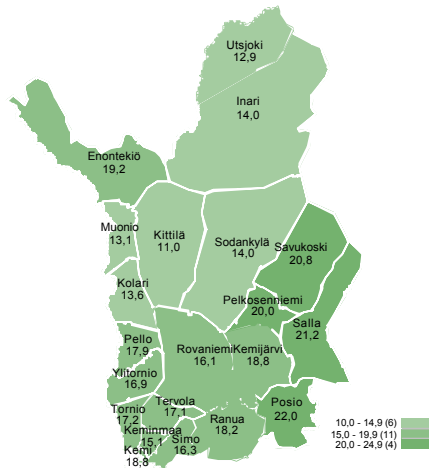 Utsjoki
12,9
Inari
14,0
Enontekiö
19,2
Muonio
13,1
Kittilä
11,0
Sodankylä
14,0
Savukoski
20,8
Kolari
13,6
Pelkosenniemi
20,0
Salla
21,2
Pello
17,9
Rovaniemi
16,1
Kemijärvi
18,8
Ylitornio
16,9
Tornio
17,2
Tervola
17,1
Ranua
18,2
Posio
22,0
Keminmaa
15,1
Simo
16,3
Kemi
18,8
10,0 - 14,9 (6)
15,0 - 19,9 (11)
20,0 - 24,9 (4)